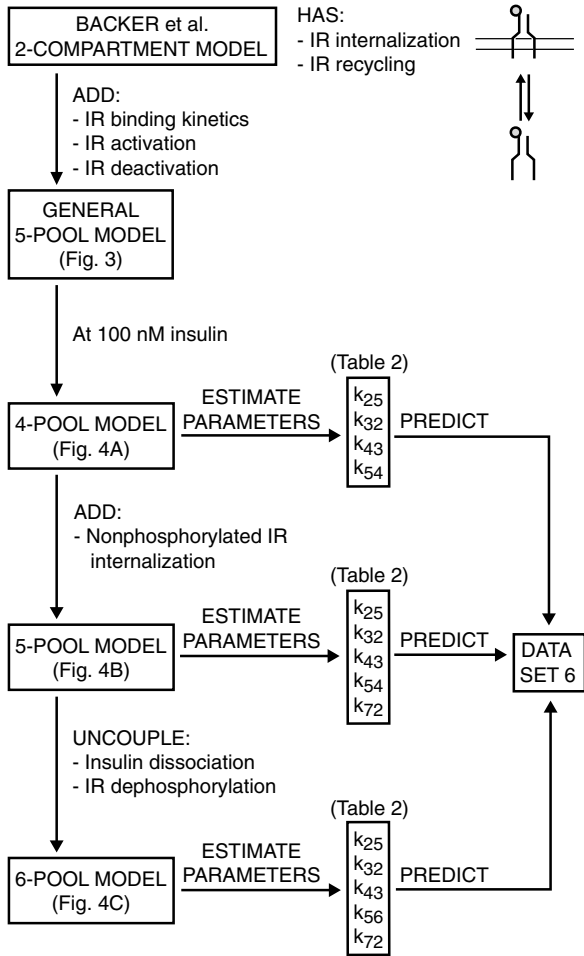 BACKER et al.
2-COMPARTMENT MODEL
HAS:
- IR internalization
- IR recycling
ADD:
- IR binding kinetics
- IR activation
- IR deactivation
GENERAL
5-POOL MODEL
(Fig. 3)
At 100 nM insulin
4-POOL MODEL
(Fig. 4A)
ESTIMATE
PARAMETERS
(Table 2)
k25
k32
k43
k54
PREDICT
ADD:
- Nonphosphorylated IR
internalization
5-POOL MODEL
(Fig. 4B)
ESTIMATE
PARAMETERS
(Table 2)
k25
k32
k43
k54
k72
PREDICT
DATA
SET 6
UNCOUPLE:
- Insulin dissociation
- IR dephosphorylation
6-POOL MODEL
(Fig. 4C)
ESTIMATE
PARAMETERS
(Table 2)
k25
k32
k43
k56
k72
PREDICT